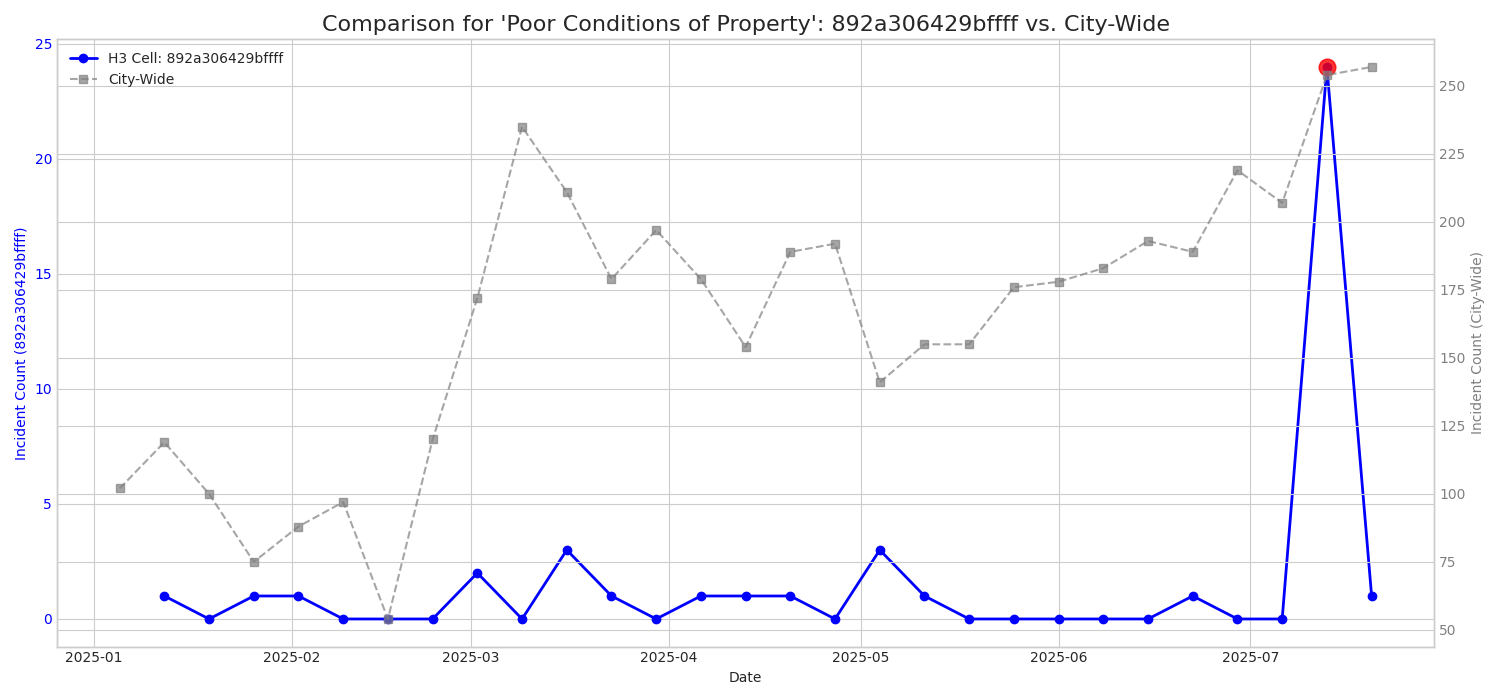 Comparison for 'Poor Conditions of Property': 892a306429bffff vs. City-Wide
H3 Cell: 892a306429bffff
City-Wide
Incident Count (892a306429bffff)
25
20
15
10
5
0
250
225
200
175
150
125
100
75
50
Incident Count (City-Wide)
2025-01 2025-02 2025-03 2025-04 2025-05 2025-06 2025-07
Date